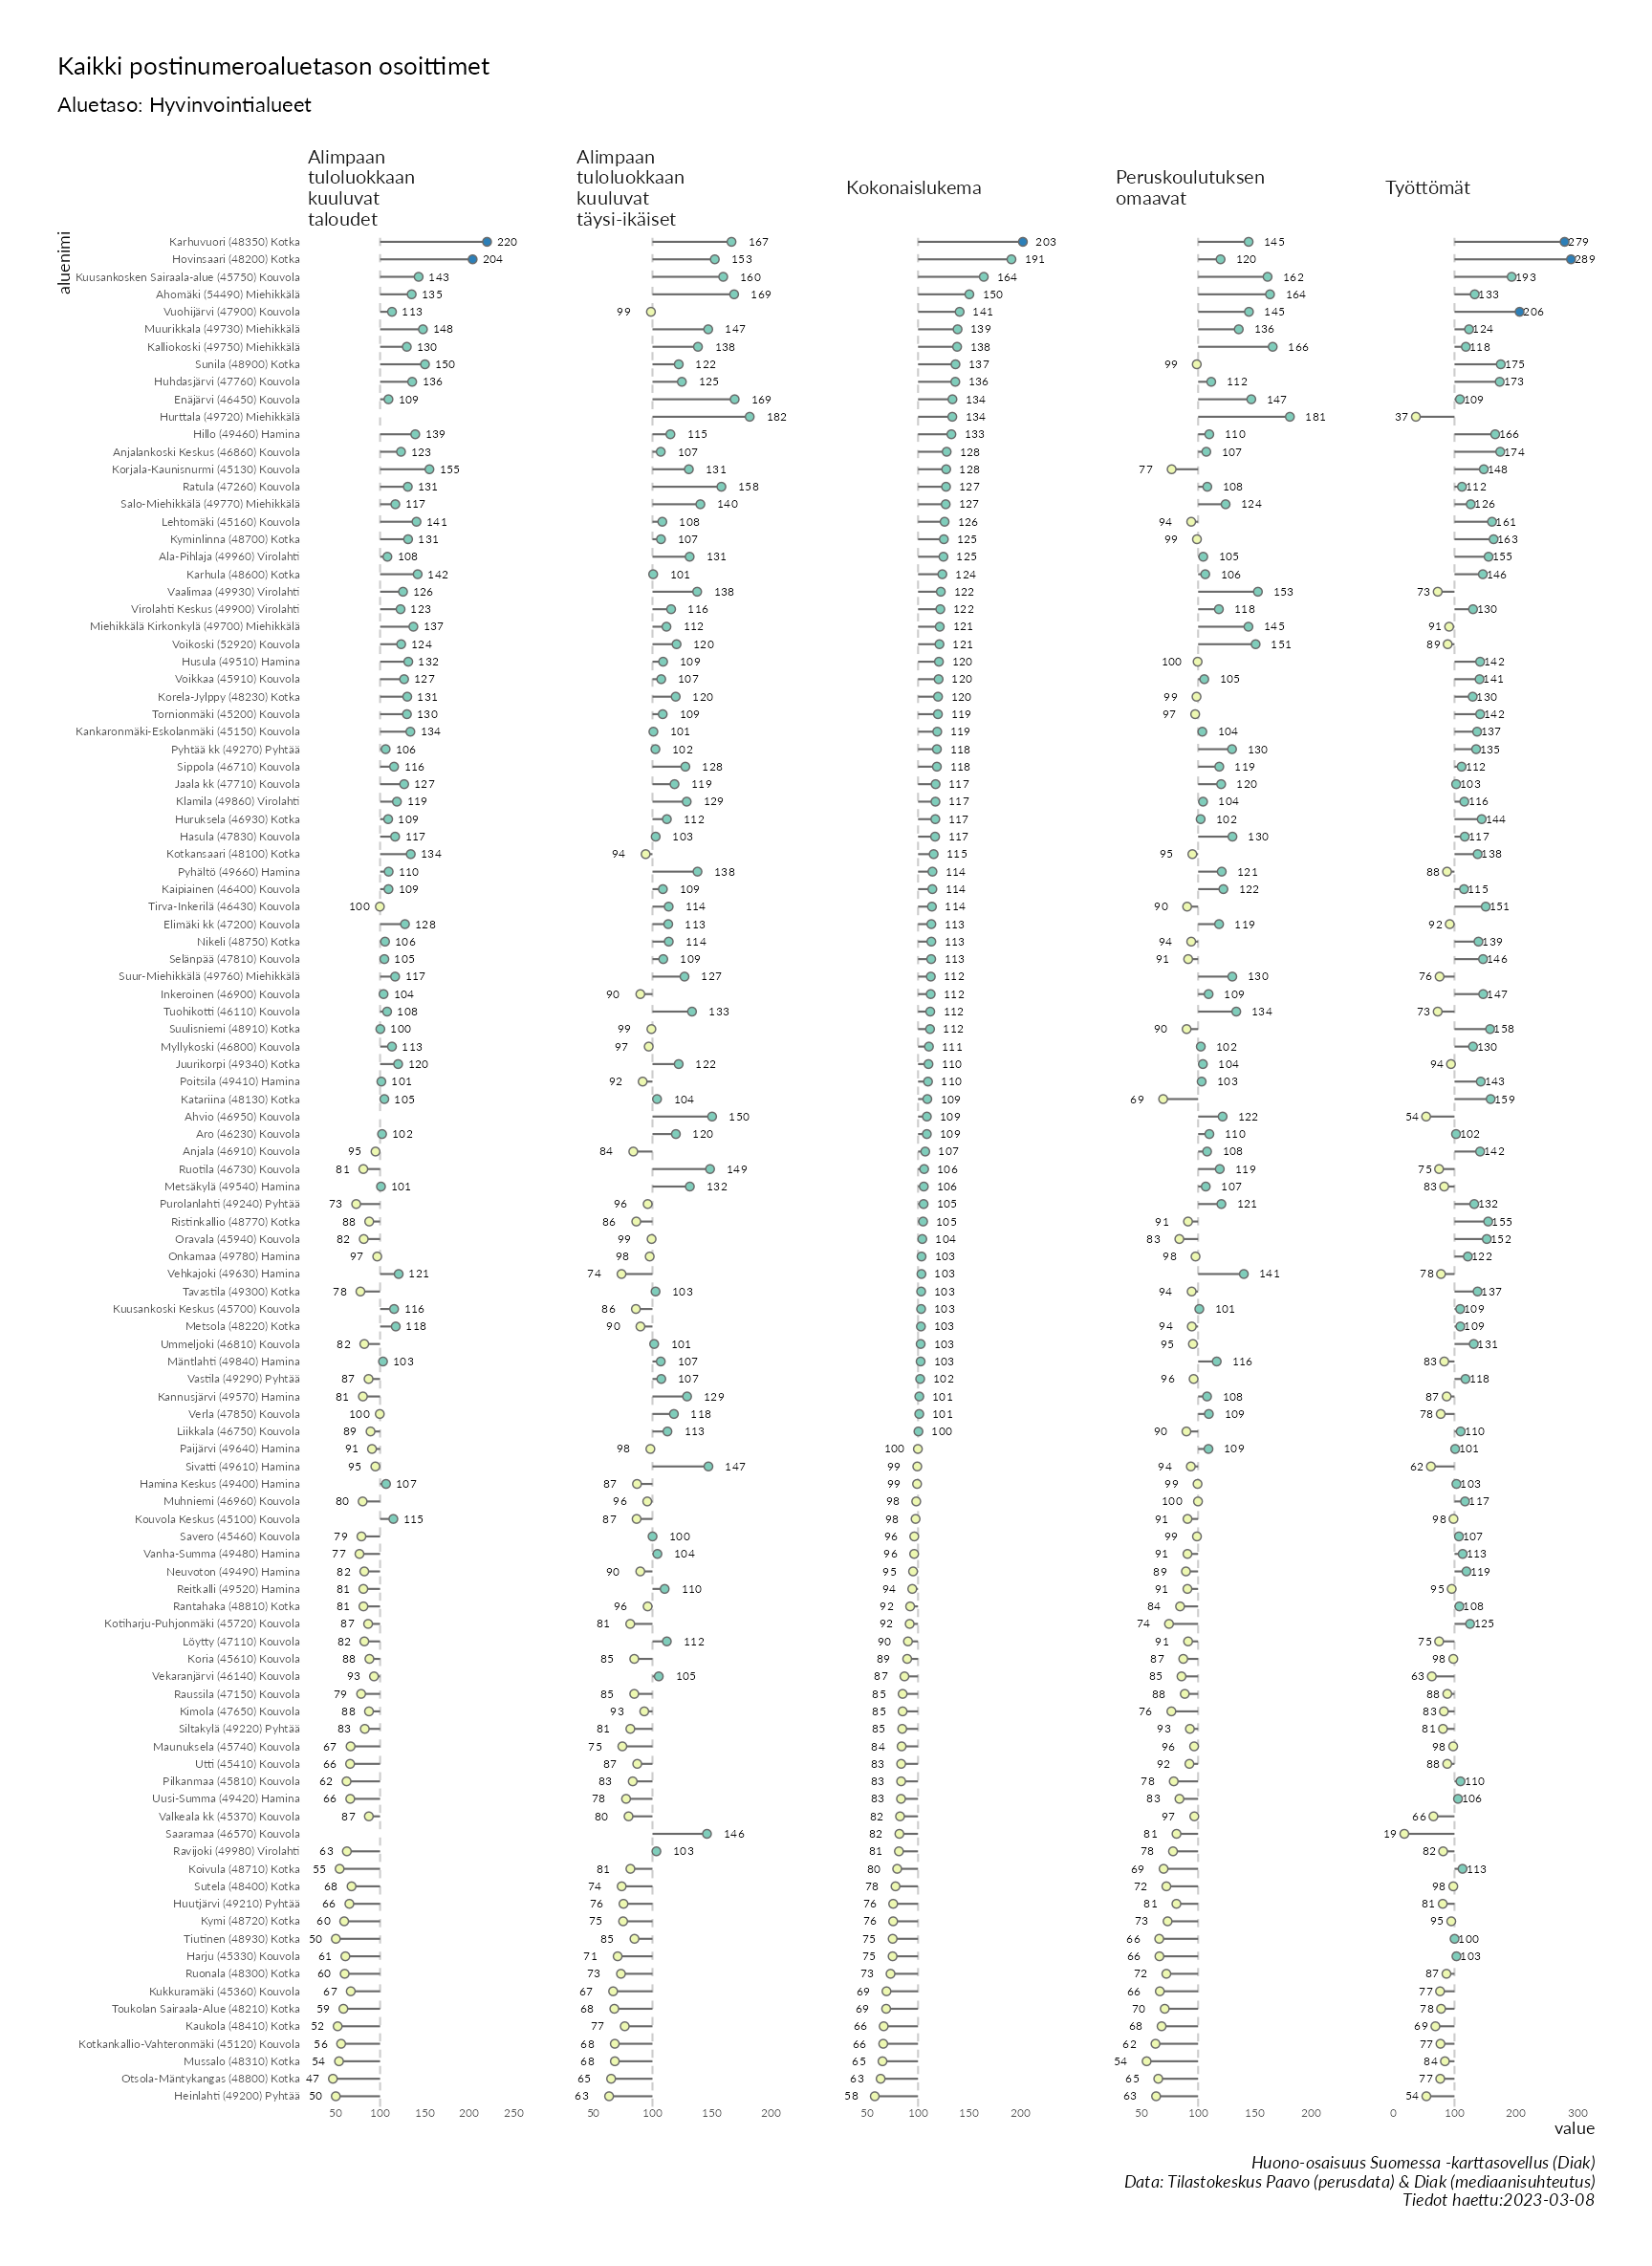 Kaikki postinumeroaluetason osoittimet
Aluetaso: Hyvinvointialueet
Alimpaan
tuloluokkaan
kuuluvat
taloudet
Alimpaan
tuloluokkaan
kuuluvat
täysi-ikäiset
Kokonaislukema
Peruskoulutuksen
omaavat
Työttömät
aluenimi
Karhuvuori (48350) Kotka 220 167 203 145 279
Hovinsaari (48200) Kotka 204 153 191 120 289
Kuusankosken Sairaala-alue (45750) Kouvola 143 160 164 162 193
Ahomäki (54490) Miehikkälä 135 169 150 164 133
Vuohijärvi (47900) Kouvola 113 99 141 145 206
Muurikkala (49730) Miehikkälä 148 147 139 136 124
Kalliokoski (49750) Miehikkälä 130 138 138 166 118
Sunila (48900) Kotka 150 122 137 99 175
Huhdasjärvi (47760) Kouvola 136 125 136 112 173
Enäjärvi (46450) Kouvola 109 169 134 147 109
Hurttala (49720) Miehikkälä 182 134 181 37
Hillo (49460) Hamina 139 115 133 110 166
Anjalankoski Keskus (46860) Kouvola 123 107 128 107 174
Korjala-Kaunisnurmi (45130) Kouvola 155 131 128 77 148
Ratula (47260) Kouvola 131 158 127 108 112
Salo-Miehikkälä (49770) Miehikkälä 117 140 127 124 126
Lehtomäki (45160) Kouvola 141 108 126 94 161
Kyminlinna (48700) Kotka 131 107 125 99 163
Ala-Pihlaja (49960) Virolahti 108 131 125 105 155
Karhula (48600) Kotka 142 101 124 106 146
Vaalimaa (49930) Virolahti 126 138 122 153 73
Virolahti Keskus (49900) Virolahti 123 116 122 118 130
Miehikkälä Kirkonkylä (49700) Miehikkälä 137 112 121 145 91
Voikoski (52920) Kouvola 124 120 121 151 89
Husula (49510) Hamina 132 109 120 100 142
Voikkaa (45910) Kouvola 127 107 120 105 141
Korela-Jylppy (48230) Kotka 131 120 120 99 130
Tornionmäki (45200) Kouvola 130 109 119 97 142
Kankaronmäki-Eskolanmäki (45150) Kouvola 134 101 119 104 137
Pyhtää kk (49270) Pyhtää 106 102 118 130 135
Sippola (46710) Kouvola 116 128 118 119 112
Jaala kk (47710) Kouvola 127 119 117 120 103
Klamila (49860) Virolahti 119 129 117 104 116
Huruksela (46930) Kotka 109 112 117 102 144
Hasula (47830) Kouvola 117 103 117 130 117
Kotkansaari (48100) Kotka 134 94 115 95 138
Pyhältö (49660) Hamina 110 138 114 121 88
Kaipiainen (46400) Kouvola 109 109 114 122 115
Tirva-Inkerilä (46430) Kouvola 100 114 114 90 151
Elimäki kk (47200) Kouvola 128 113 113 119 92
Nikeli (48750) Kotka 106 114 113 94 139
Selänpää (47810) Kouvola 105 109 113 91 146
Suur-Miehikkälä (49760) Miehikkälä 117 127 112 130 76
Inkeroinen (46900) Kouvola 104 90 112 109 147
Tuohikotti (46110) Kouvola 108 133 112 134 73
Suulisniemi (48910) Kotka 100 99 112 90 158
Myllykoski (46800) Kouvola 113 97 111 102 130
Juurikorpi (49340) Kotka 120 122 110 104 94
Poitsila (49410) Hamina 101 92 110 103 143
Katariina (48130) Kotka 105 104 109 69 159
Ahvio (46950) Kouvola 150 109 122 54
Aro (46230) Kouvola 102 120 109 110 102
Anjala (46910) Kouvola 95 84 107 108 142
Ruotila (46730) Kouvola 81 149 106 119 75
Metsäkylä (49540) Hamina 101 132 106 107 83
Purolanlahti (49240) Pyhtää 73 96 105 121 132
Ristinkallio (48770) Kotka 88 86 105 91 155
Oravala (45940) Kouvola 82 99 104 83 152
Onkamaa (49780) Hamina 97 98 103 98 122
Vehkajoki (49630) Hamina 121 74 103 141 78
Tavastila (49300) Kotka 78 103 103 94 137
Kuusankoski Keskus (45700) Kouvola 116 86 103 101 109
Metsola (48220) Kotka 118 90 103 94 109
Ummeljoki (46810) Kouvola 82 101 103 95 131
Mäntlahti (49840) Hamina 103 107 103 116 83
Vastila (49290) Pyhtää 87 107 102 96 118
Kannusjärvi (49570) Hamina 81 129 101 108 87
Verla (47850) Kouvola 100 118 101 109 78
Liikkala (46750) Kouvola 89 113 100 90 110
Paijärvi (49640) Hamina 91 98 100 109 101
Sivatti (49610) Hamina 95 147 99 94 62
Hamina Keskus (49400) Hamina 107 87 99 99 103
Muhniemi (46960) Kouvola 80 96 98 100 117
Kouvola Keskus (45100) Kouvola 115 87 98 91 98
Savero (45460) Kouvola 79 100 96 99 107
Vanha-Summa (49480) Hamina 77 104 96 91 113
Neuvoton (49490) Hamina 82 90 95 89 119
Reitkalli (49520) Hamina 81 110 94 91 95
Rantahaka (48810) Kotka 81 96 92 84 108
Kotiharju-Puhjonmäki (45720) Kouvola 87 81 92 74 125
Löytty (47110) Kouvola 82 112 90 91 75
Koria (45610) Kouvola 88 85 89 87 98
Vekaranjärvi (46140) Kouvola 93 105 87 85 63
Raussila (47150) Kouvola 79 85 85 88 88
Kimola (47650) Kouvola 88 93 85 76 83
Siltakylä (49220) Pyhtää 83 81 85 93 81
Maunuksela (45740) Kouvola 67 75 84 96 98
Utti (45410) Kouvola 66 87 83 92 88
Pilkanmaa (45810) Kouvola 62 83 83 78 110
Uusi-Summa (49420) Hamina 66 78 83 83 106
Valkeala kk (45370) Kouvola 87 80 82 97 66
Saaramaa (46570) Kouvola 146 82 81 19
Ravijoki (49980) Virolahti 63 103 81 78 82
Koivula (48710) Kotka 55 81 80 69 113
Sutela (48400) Kotka 68 74 78 72 98
Huutjärvi (49210) Pyhtää 66 76 76 81 81
Kymi (48720) Kotka 60 75 76 73 95
Tiutinen (48930) Kotka 50 85 75 66 100
Harju (45330) Kouvola 61 71 75 66 103
Ruonala (48300) Kotka 60 73 73 72 87
Kukkuramäki (45360) Kouvola 67 67 69 66 77
Toukolan Sairaala-Alue (48210) Kotka 59 68 69 70 78
Kaukola (48410) Kotka 52 77 66 68 69
Kotkankallio-Vahteronmäki (45120) Kouvola 56 68 66 62 77
Mussalo (48310) Kotka 54 68 65 54 84
Otsola-Mäntykangas (48800) Kotka 47 65 63 65 77
Heinlahti (49200) Pyhtää 50 63 58 63 54
50 100 150 200 250 50 100 150 200 50 100 150 200 50 100 150 200 0 100 200 300
value
Huono-osaisuus Suomessa -karttasovellus (Diak)
Data: Tilastokeskus Paavo (perusdata) & Diak (mediaanisuhteutus)
Tiedot haettu:2023-03-08